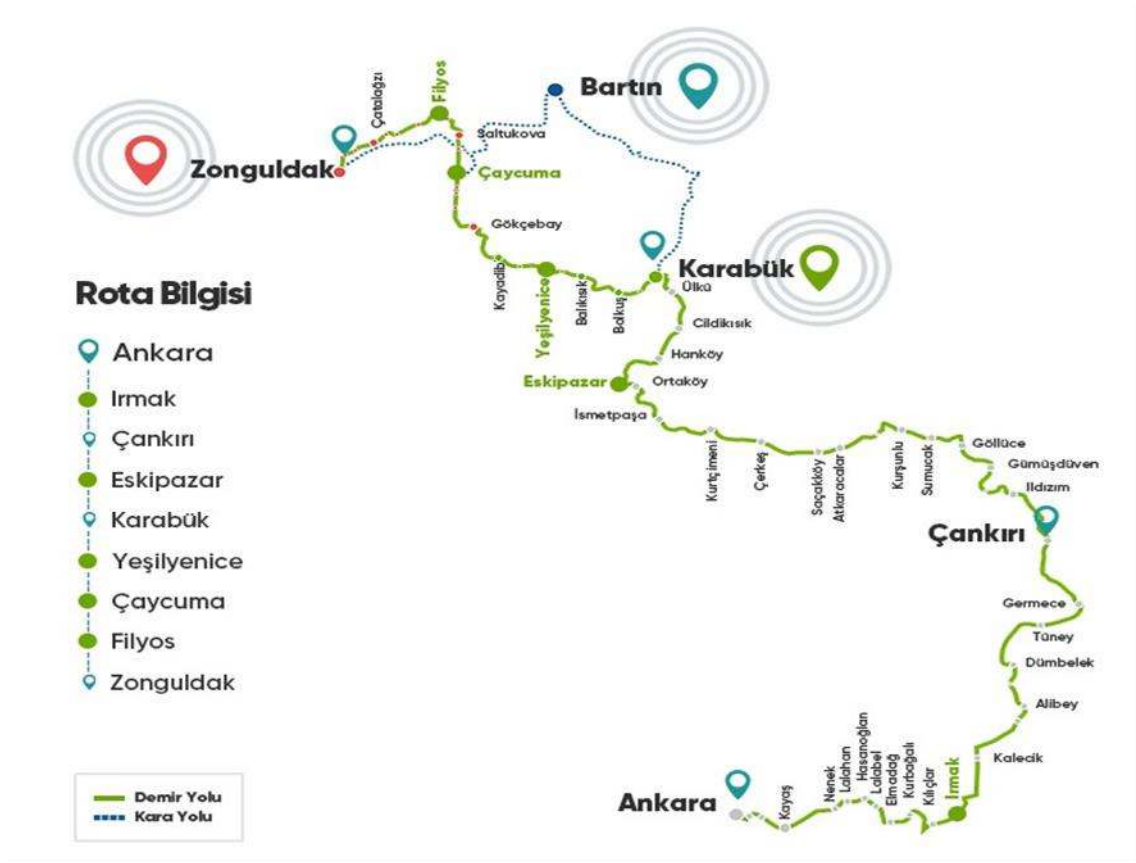 Filyos
Çatalağzı
Bartın
Saltukova
Zonguldak
Çaycuma
Gökçebay
Karabük
Kayadib
Yeşilyenice
Balıkısık
Bolkuş
Ülkü
Cildikısık
Hanköy
Eskipazar
Ortaköy
İsmetpaşa
Kurtçimeni
Çerkeş
Saçakköy
Atkaracalar
Kurşunlu
Sumucak
Göllüce
Gümüşdüven
Ildızım
Çankırı
Germece
Tüney
Dümbelek
Alibey
Kalecik
Irmak
Kılıçlar
Kurbağalı
Elmadağ
Lalabel
Hasanoğlan
Lalahan
Nenek
Kayaş
Ankara
Rota Bilgisi
Ankara
Irmak
Çankırı
Eskipazar
Karabük
Yeşilyenice
Çaycuma
Filyos
Zonguldak
Demir Yolu
Kara Yolu